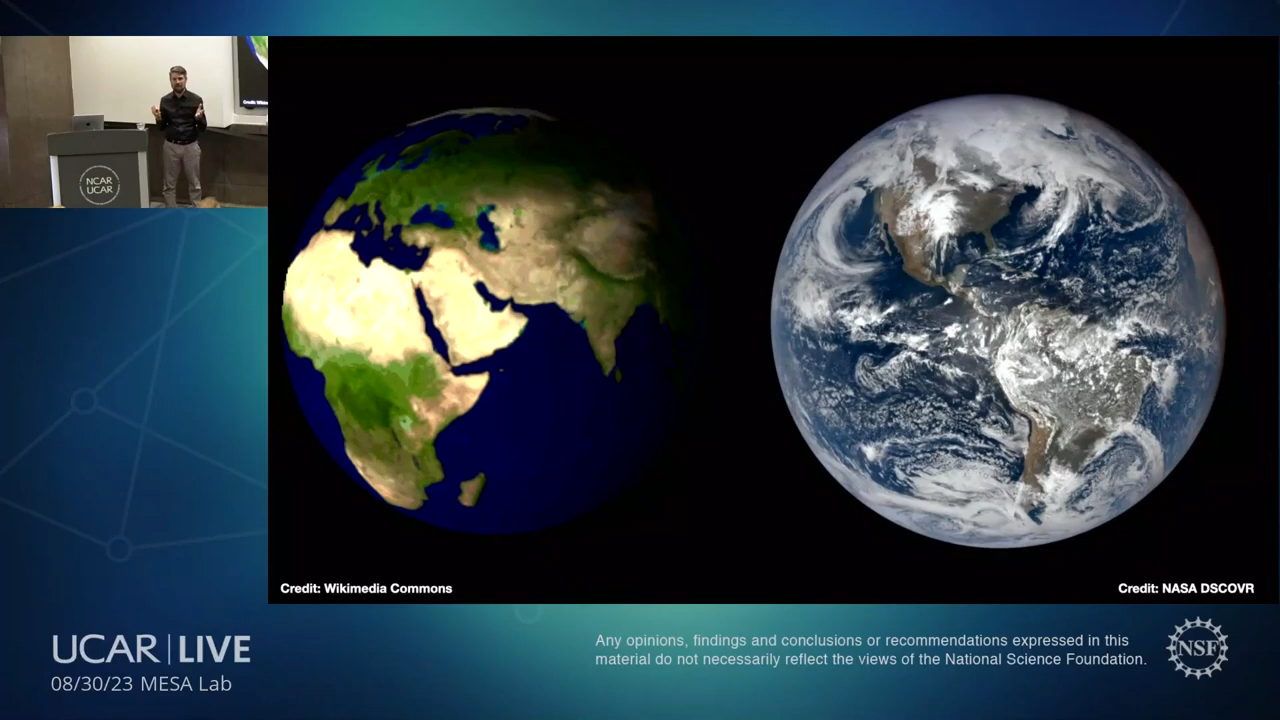 NCAR
UCAR
Credit: Wikimedia Commons
Credit: NASA DSCOVR
UCAR | LIVE
08/30/23 MESA Lab
Any opinions, findings and conclusions or recommendations expressed in this
material do not necessarily reflect the views of the National Science Foundation.
NSF